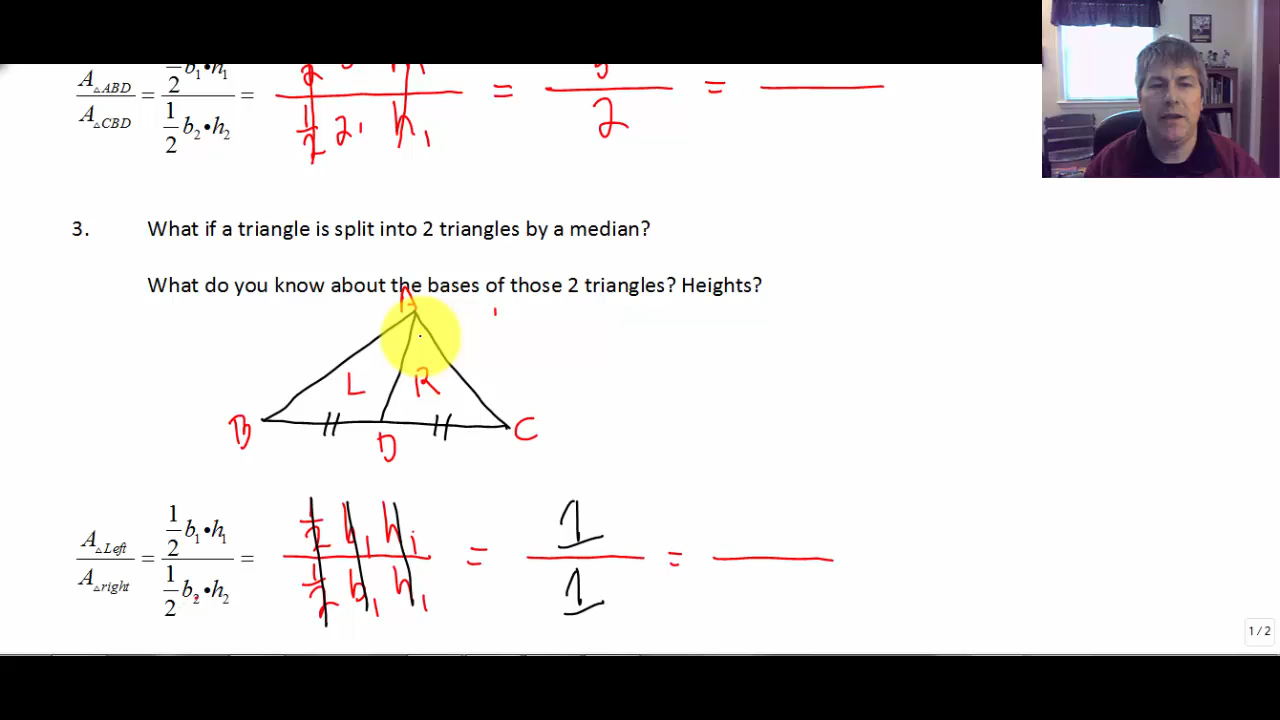 A△ABD / A△CBD = ½ b₁•h₁ / ½ b₂•h₂ = / ½ 2 h₁ = / 2 =
3. What if a triangle is split into 2 triangles by a median?
What do you know about the bases of those 2 triangles? Heights?
A
L R
B D C
A△Left / A△right = ½ b₁•h₁ / ½ b₂•h₂ = ½ b₁ h₁ / ½ b₁ h₁ = 1 / 1 =
1 / 2